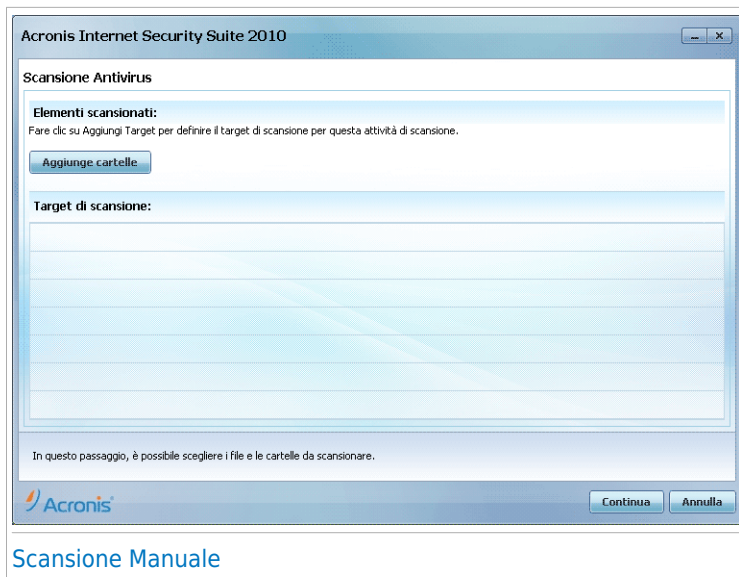 Acronis Internet Security Suite 2010
Scansione Antivirus
Elementi scansionati:
Fare clic su Aggiungi Target per definire il target di scansione per questa attività di scansione.
Aggiunge cartelle
Target di scansione:
In questo passaggio, è possibile scegliere i file e le cartelle da scansionare.
Acronis
Continua
Annulla
Scansione Manuale